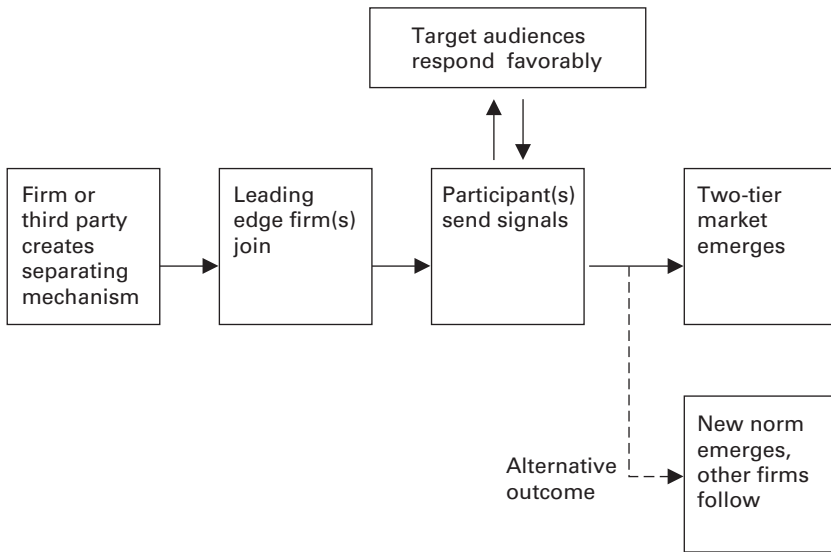 Target audiences
respond favorably
Firm or
third party
creates
separating
mechanism
Leading
edge firm(s)
join
Participant(s)
send signals
Two-tier
market
emerges
New norm
emerges,
other firms
follow
Alternative
outcome